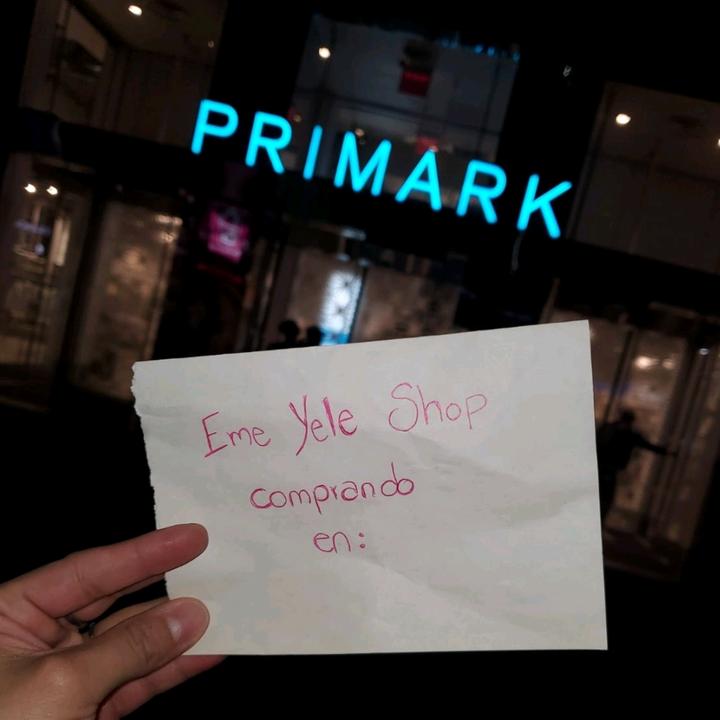 PRIMARK
Eme Yele Shop
comprando
en: